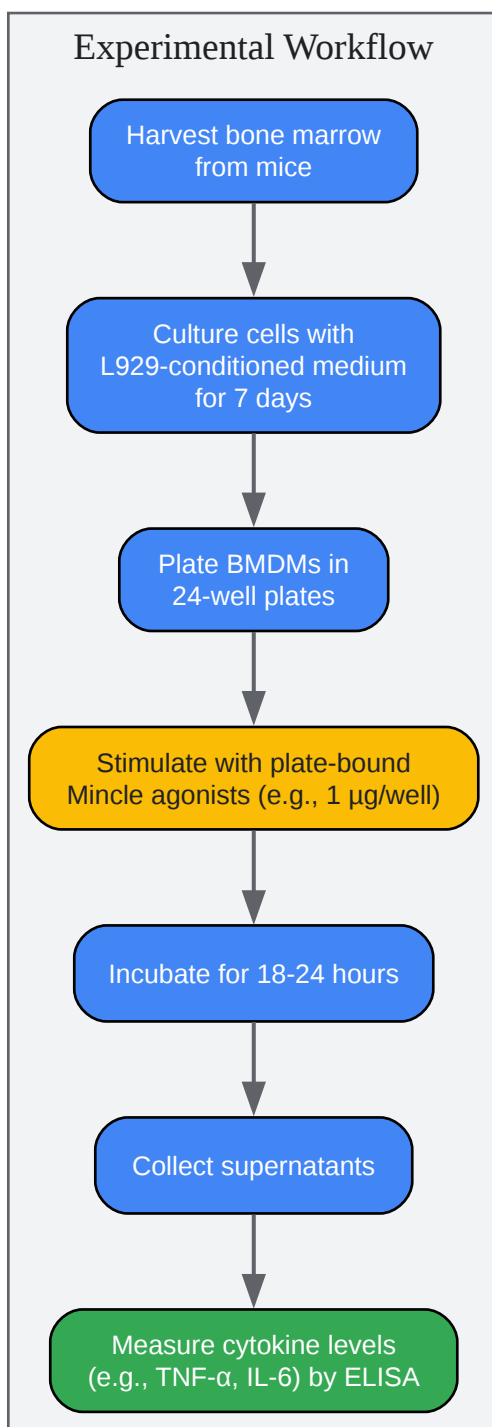 Experimental Workflow
Harvest bone marrow
from mice
Culture cells with
L929-conditioned medium
for 7 days
Plate BMDMs in
24-well plates
Stimulate with plate-bound
Mincle agonists (e.g., 1 µg/well)
Incubate for 18-24 hours
Collect supernatants
Measure cytokine levels
(e.g., TNF-α, IL-6) by ELISA